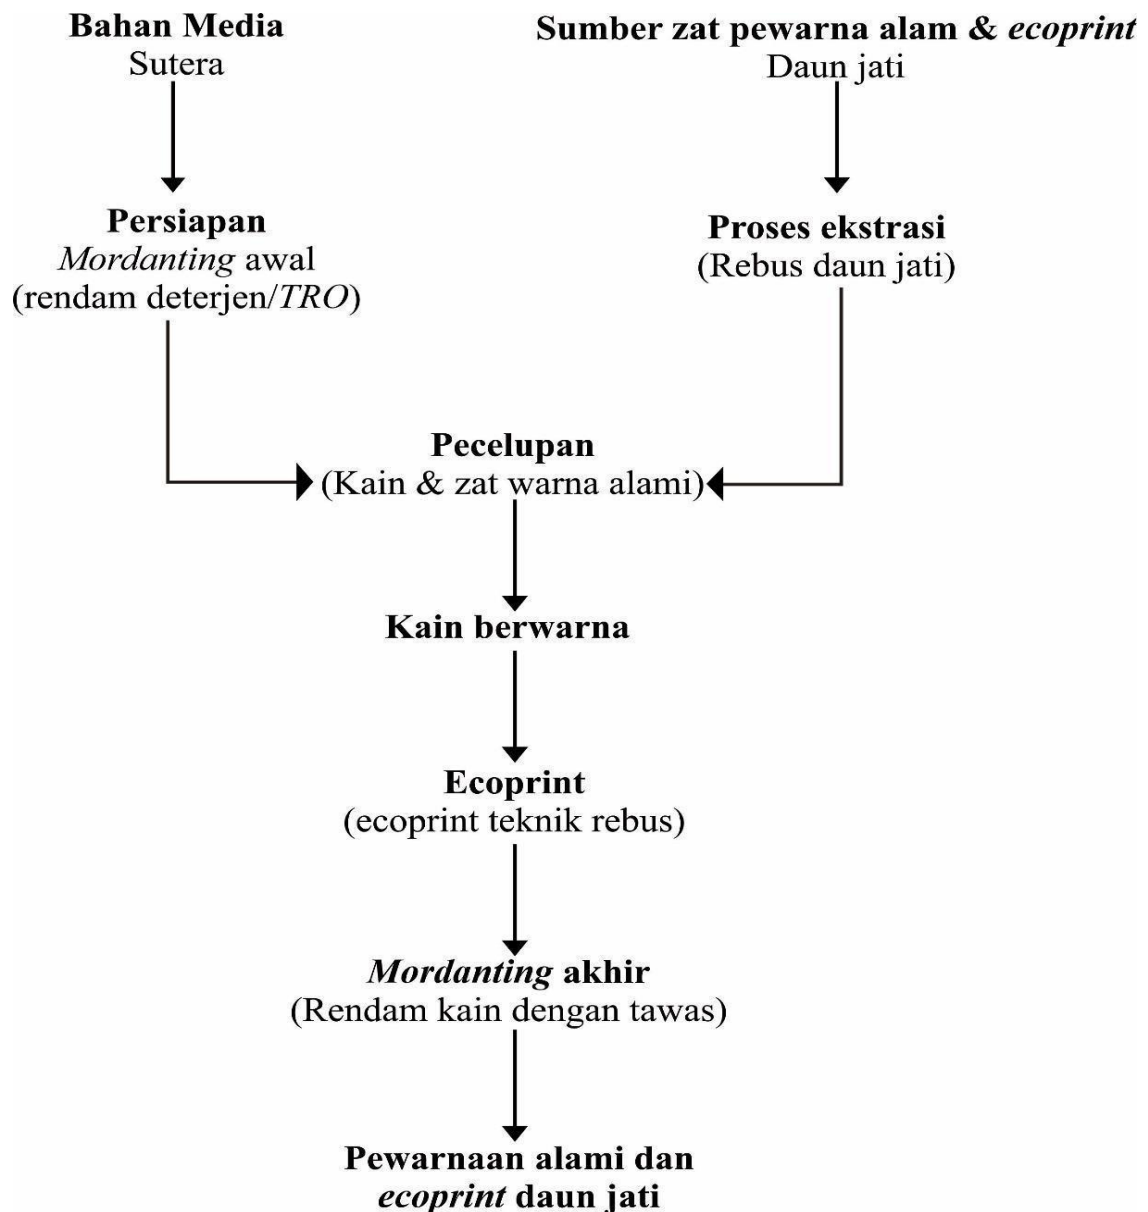 Bahan Media
Sutera
Sumber zat pewarna alam & ecoprint
Daun jati
Persiapan
Mordanting awal
(rendam deterjen/TRO)
Proses ekstrasi
(Rebus daun jati)
Pecelupan
(Kain & zat warna alami)
Kain berwarna
Ecoprint
(ecoprint teknik rebus)
Mordanting akhir
(Rendam kain dengan tawas)
Pewarnaan alami dan
ecoprint daun jati